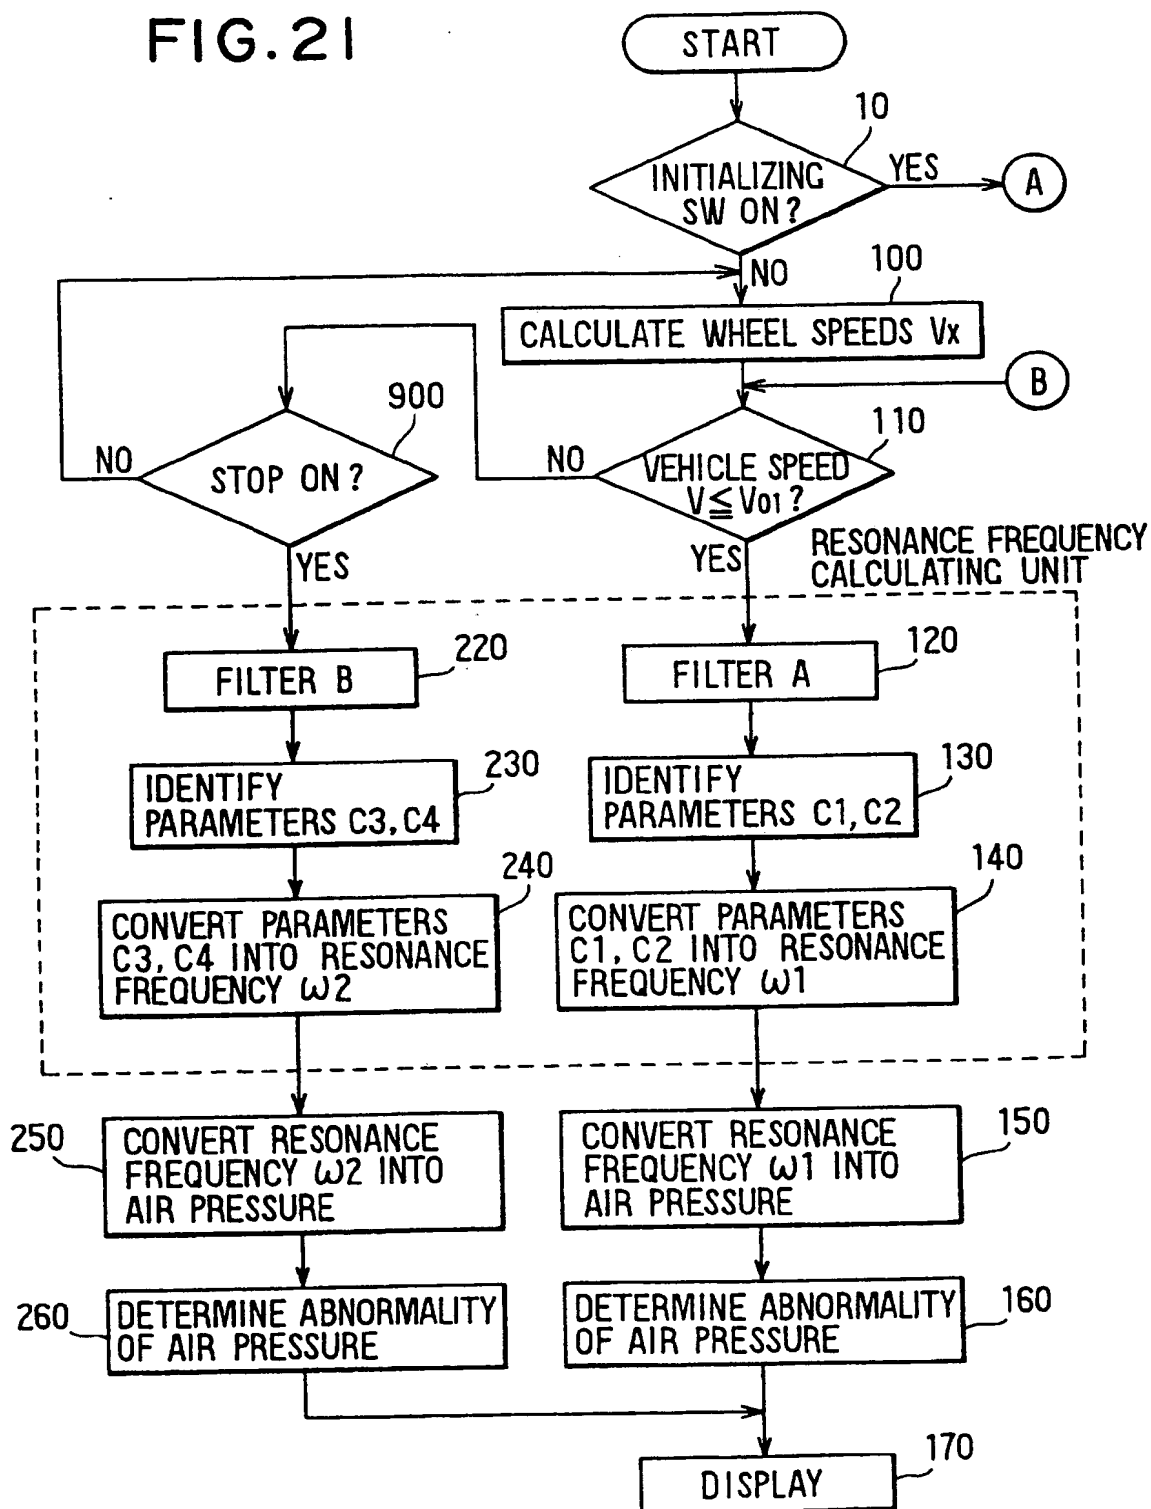 FIG.21
START
10
INITIALIZING
SW ON?
YES
A
NO
100
CALCULATE WHEEL SPEEDS Vx
B
900
STOP ON?
NO
YES
110
VEHICLE SPEED
V≦V01?
NO
YES
RESONANCE FREQUENCY
CALCULATING UNIT
220
FILTER B
120
FILTER A
230
IDENTIFY
PARAMETERS C3, C4
130
IDENTIFY
PARAMETERS C1, C2
240
CONVERT PARAMETERS
C3, C4 INTO RESONANCE
FREQUENCY ω2
140
CONVERT PARAMETERS
C1, C2 INTO RESONANCE
FREQUENCY ω1
250
CONVERT RESONANCE
FREQUENCY ω2 INTO
AIR PRESSURE
150
CONVERT RESONANCE
FREQUENCY ω1 INTO
AIR PRESSURE
260
DETERMINE ABNORMALITY
OF AIR PRESSURE
160
DETERMINE ABNORMALITY
OF AIR PRESSURE
170
DISPLAY